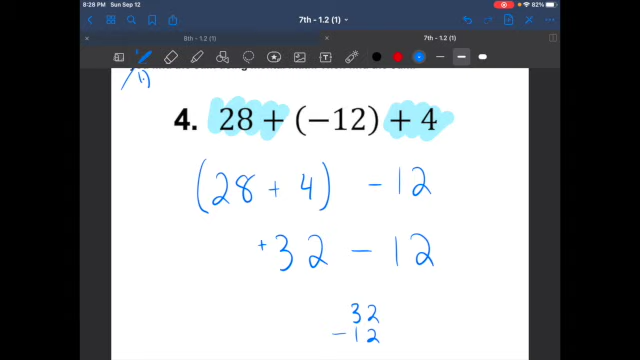 8:28 PM Sun Sep 12
82%
7th - 1.2 (1)
8th - 1.2 (1)
7th - 1.2 (1)
4. 28 + (−12) + 4
(28 + 4) − 12
+32 − 12
32
− 12